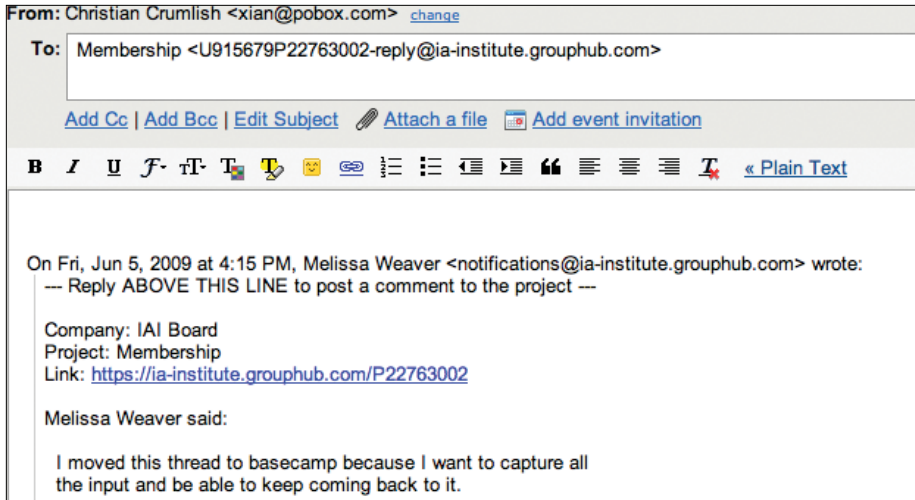 From: Christian Crumlish <xian@pobox.com> change
To: Membership <U915679P22763002-reply@ia-institute.grouphub.com>
Add Cc | Add Bcc | Edit Subject Attach a file Add event invitation
B I U F TT T T T « Plain Text
On Fri, Jun 5, 2009 at 4:15 PM, Melissa Weaver <notifications@ia-institute.grouphub.com> wrote:
--- Reply ABOVE THIS LINE to post a comment to the project ---
Company: IAI Board
Project: Membership
Link: https://ia-institute.grouphub.com/P22763002
Melissa Weaver said:
I moved this thread to basecamp because I want to capture all
the input and be able to keep coming back to it.